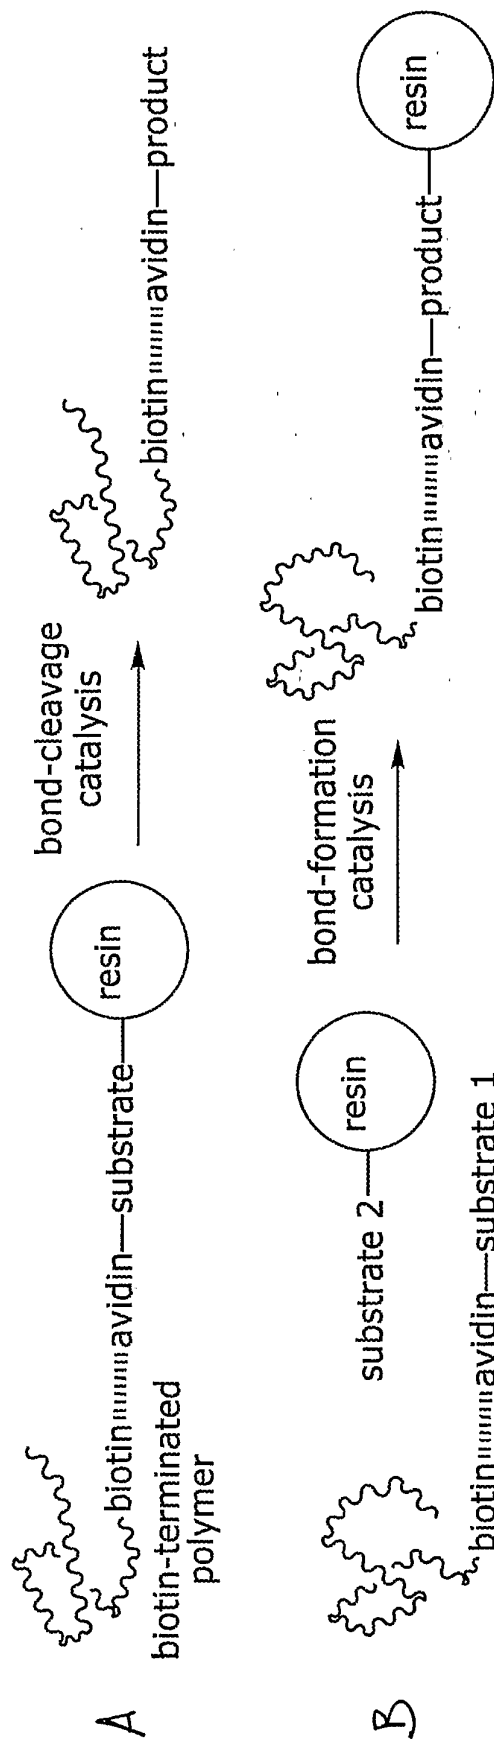 A
biotin
avidin
substrate
resin
biotin-terminated
polymer
bond-cleavage
catalysis
biotin
avidin
product
B
biotin
avidin
substrate 1
substrate 2
resin
bond-formation
catalysis
biotin
avidin
product
resin